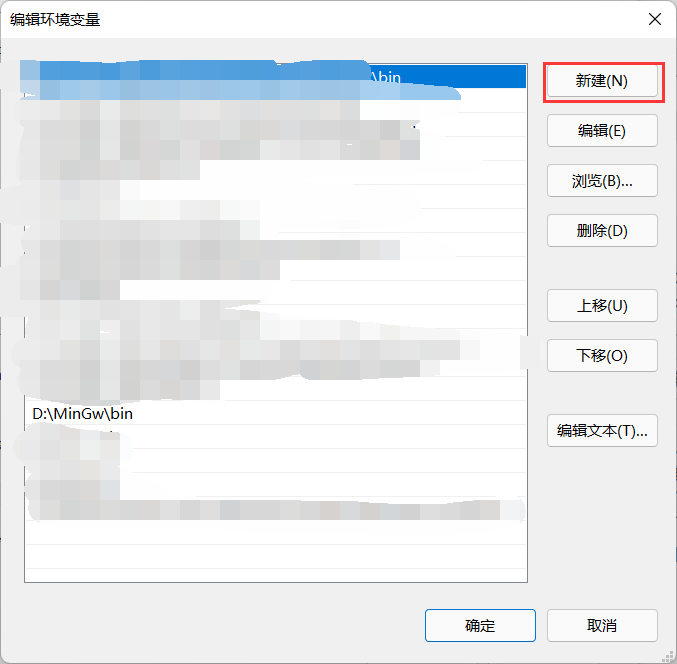 编辑环境变量
\bin
新建(N)
编辑(E)
浏览(B)...
删除(D)
上移(U)
下移(O)
D:\MinGw\bin
编辑文本(T)...
确定
取消